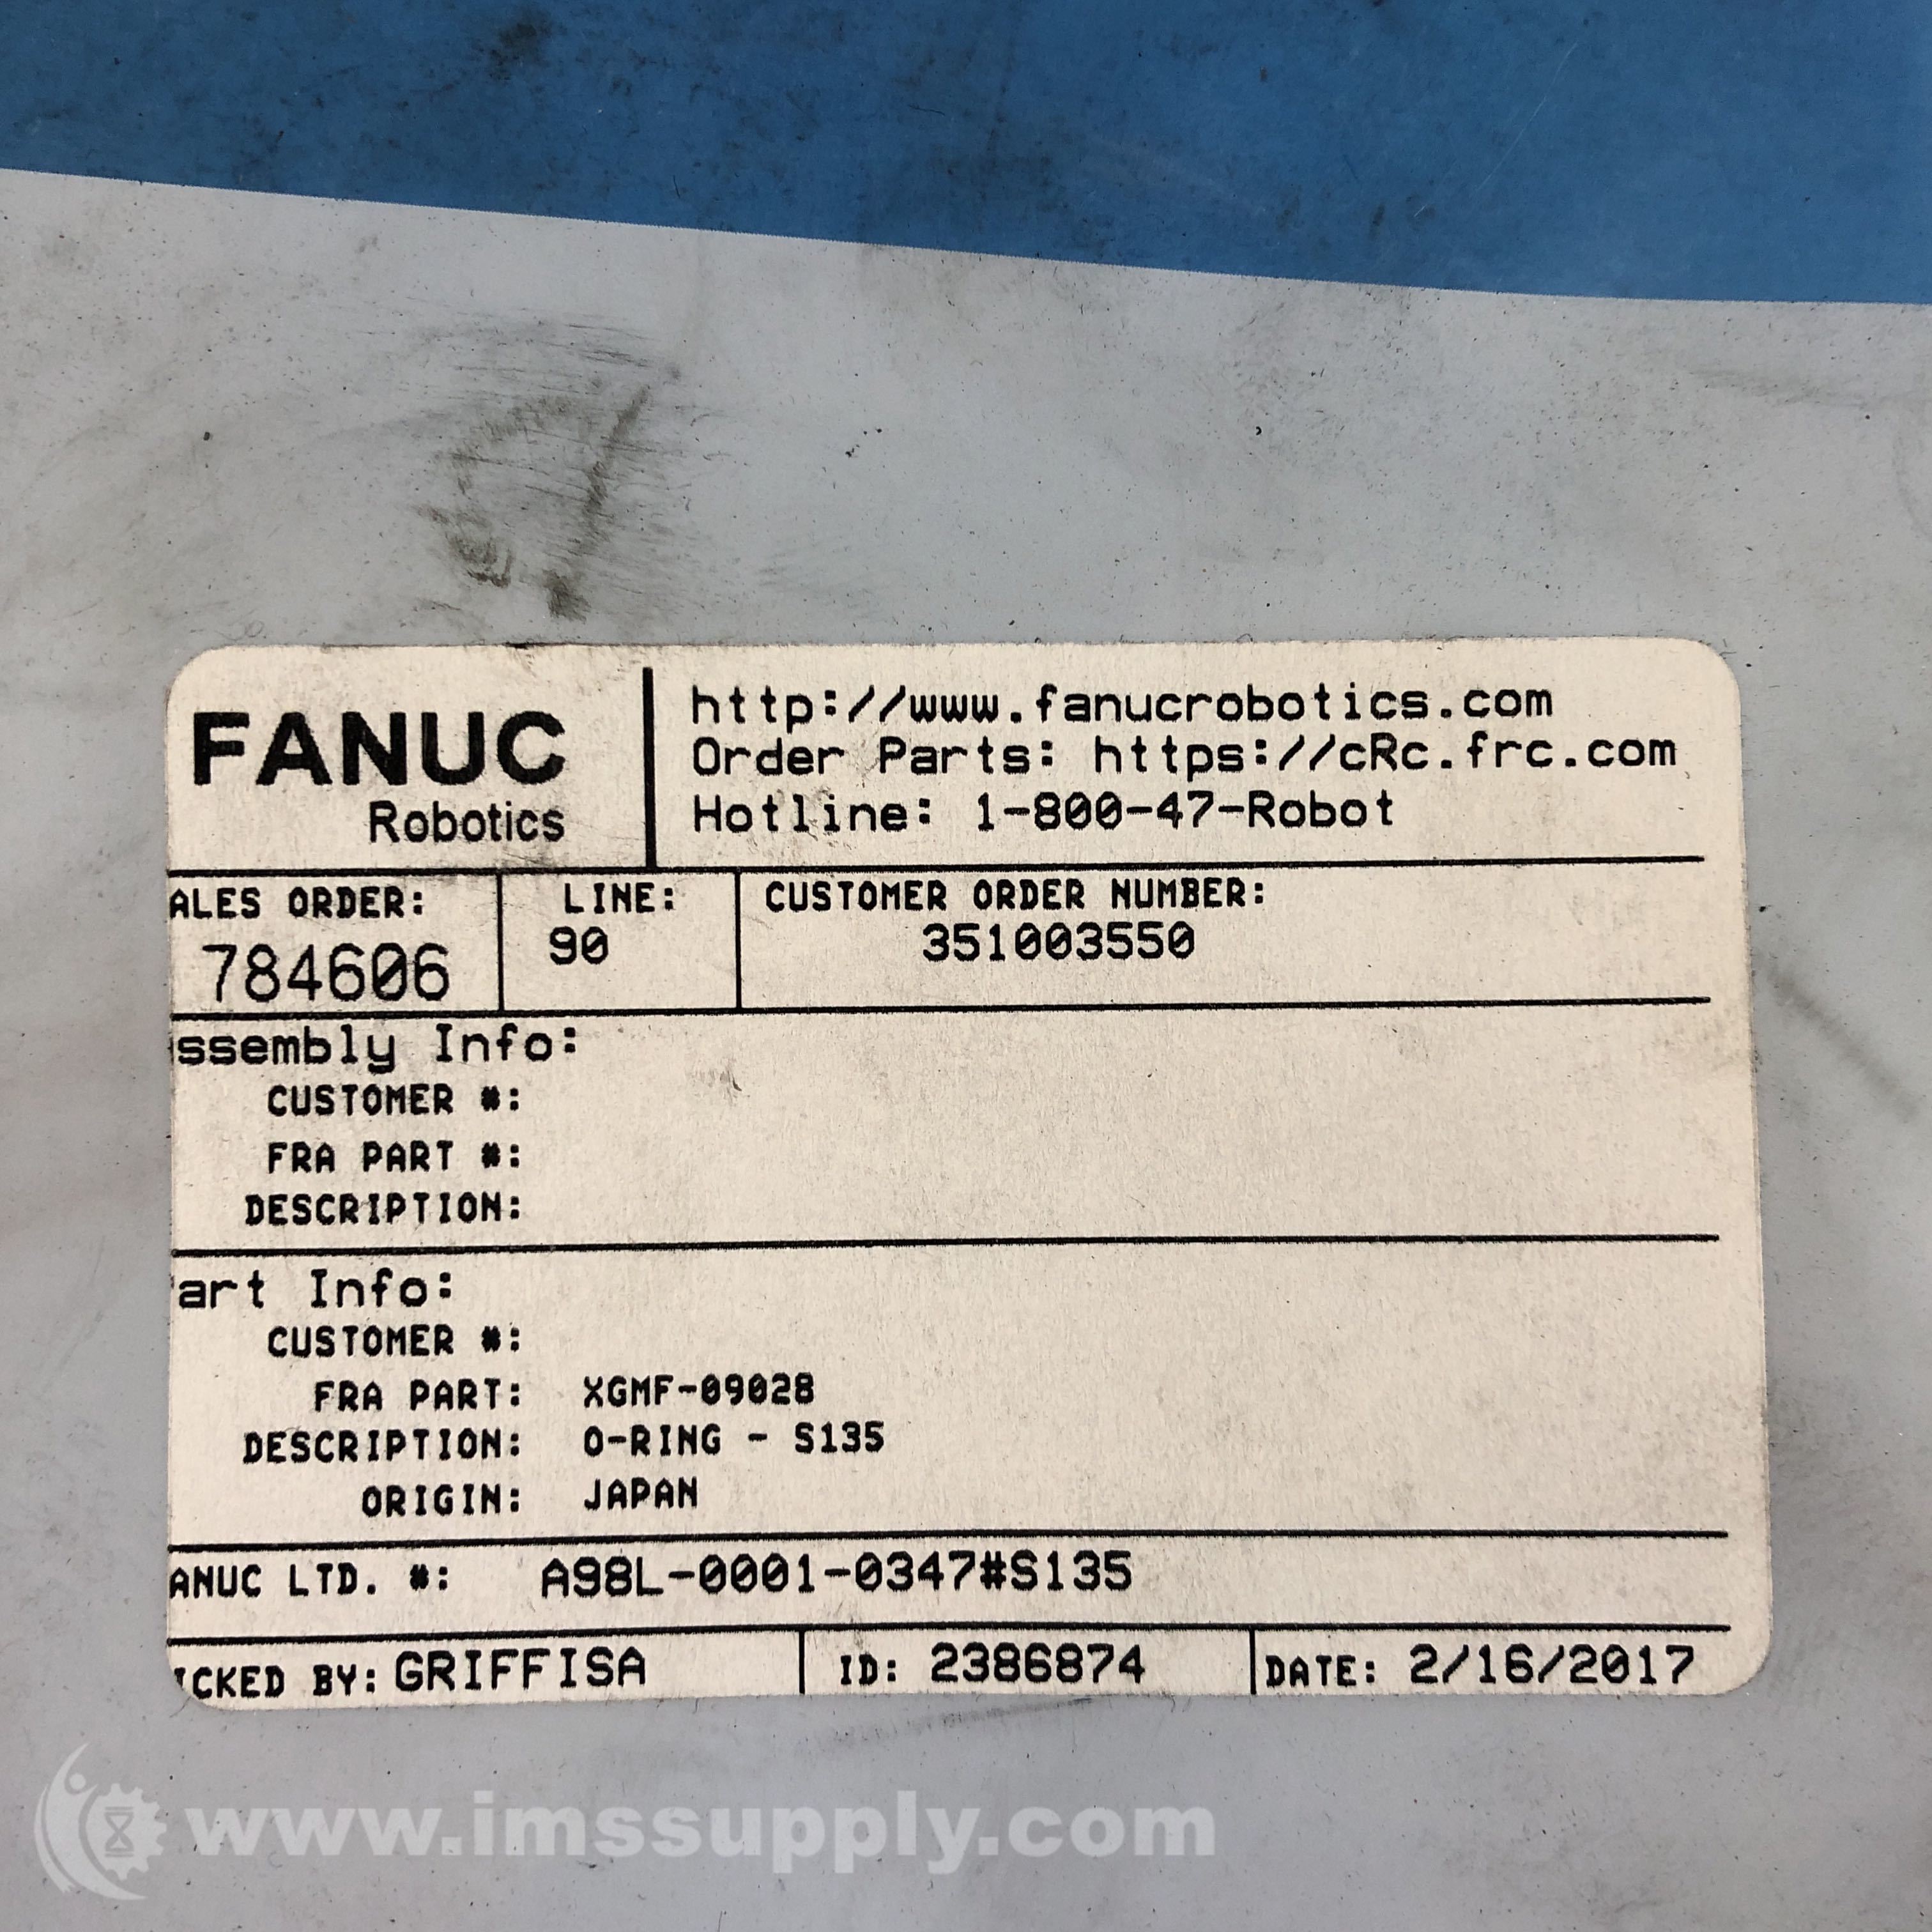 FANUC
Robotics
http://www.fanucrobotics.com
Order Parts: https://cRc.frc.com
Hotline: 1-800-47-Robot
ALES ORDER:
784606
LINE:
90
CUSTOMER ORDER NUMBER:
351003550
ssembly Info:
CUSTOMER #:
FRA PART #:
DESCRIPTION:
art Info:
CUSTOMER #:
FRA PART: XGMF-09028
DESCRIPTION: O-RING - S135
ORIGIN: JAPAN
ANUC LTD. #: A98L-0001-0347#S135
ICKED BY: GRIFFISA ID: 2386874 DATE: 2/16/2017
www.imssupply.com